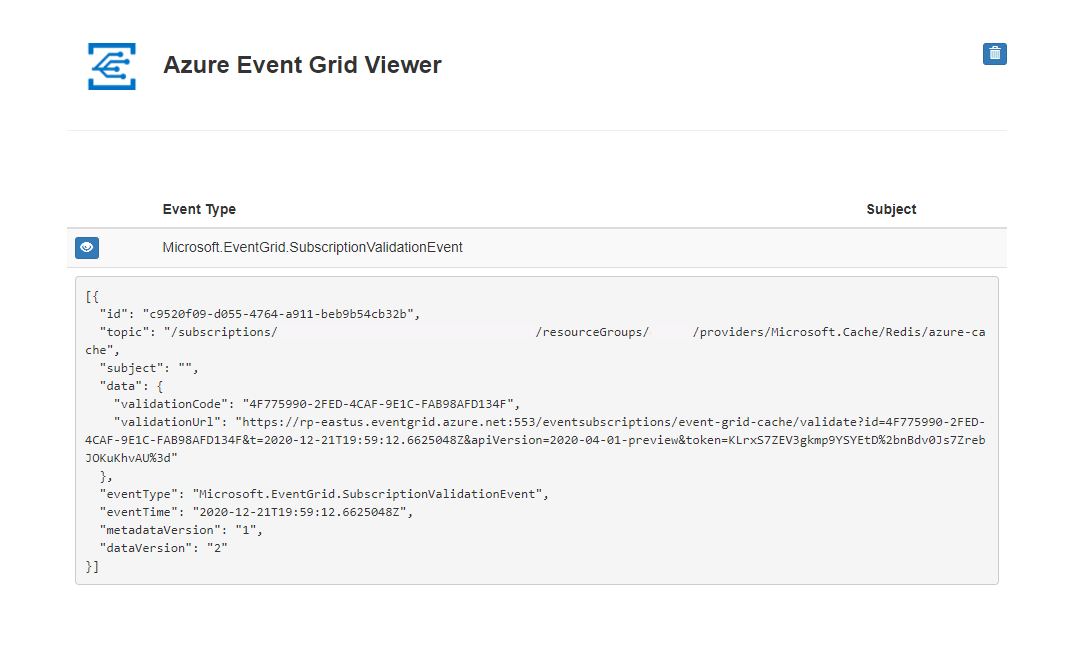 Azure Event Grid Viewer
Event Type Subject
Microsoft.EventGrid.SubscriptionValidationEvent
[{
"id": "c9520f09-d055-4764-a911-beb9b54cb32b",
"topic": "/subscriptions/ /resourceGroups/ /providers/Microsoft.Cache/Redis/azure-ca
che",
"subject": "",
"data": {
"validationCode": "4F775990-2FED-4CAF-9E1C-FAB98AFD134F",
"validationUrl": "https://rp-eastus.eventgrid.azure.net:553/eventsubscriptions/event-grid-cache/validate?id=4F775990-2FED-
4CAF-9E1C-FAB98AFD134F&t=2020-12-21T19:59:12.6625048Z&apiVersion=2020-04-01-preview&token=KLrxS7ZEV3gkmp9YSYEtD%2bnBdv0Js7Zreb
JOKuKhvAU%3d"
},
"eventType": "Microsoft.EventGrid.SubscriptionValidationEvent",
"eventTime": "2020-12-21T19:59:12.6625048Z",
"metadataVersion": "1",
"dataVersion": "2"
}]